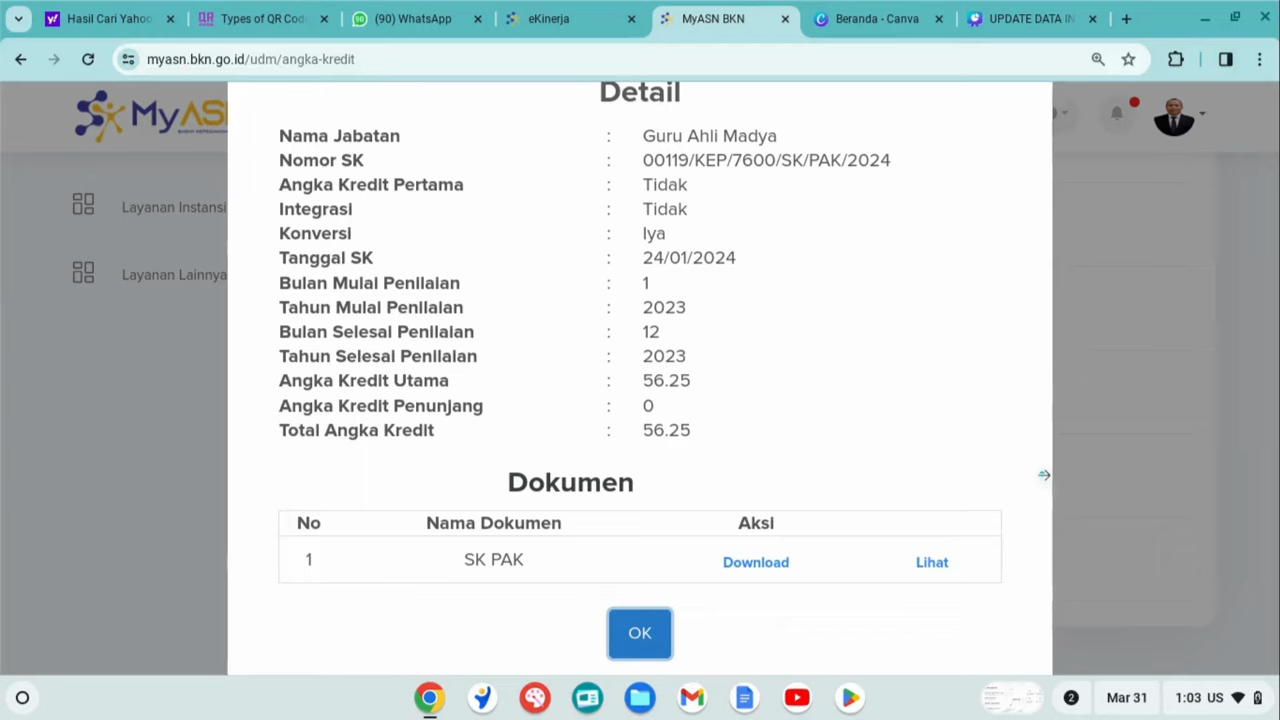 Hasil Cari Yahoo
Types of QR Cod
(90) WhatsApp
eKinerja
MyASN BKN
Beranda - Canva
UPDATE DATA IN
myasn.bkn.go.id/udm/angka-kredit
MyASN
Detail
Nama Jabatan : Guru Ahli Madya
Nomor SK : 00119/KEP/7600/SK/PAK/2024
Angka Kredit Pertama : Tidak
Integrasi : Tidak
Konversi : Iya
Tanggal SK : 24/01/2024
Bulan Mulai Penilaian : 1
Tahun Mulai Penilaian : 2023
Bulan Selesai Penilaian : 12
Tahun Selesai Penilaian : 2023
Angka Kredit Utama : 56.25
Angka Kredit Penunjang : 0
Total Angka Kredit : 56.25
Layanan Instansi
Layanan Lainnya
Dokumen
No Nama Dokumen Aksi
1 SK PAK Download Lihat
OK
2 Mar 31 1:03 US